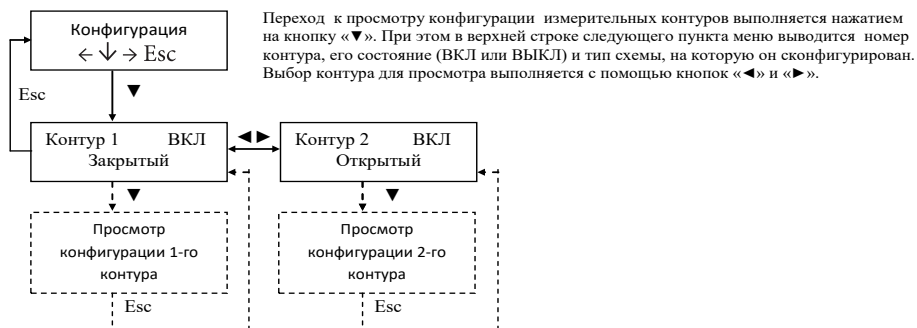 Конфигурация
← ↓ → Esc
Переход к просмотру конфигурации измерительных контуров выполняется нажатием
на кнопку «▼». При этом в верхней строке следующего пункта меню выводится номер
контура, его состояние (ВКЛ или ВЫКЛ) и тип схемы, на которую он сконфигурирован.
Выбор контура для просмотра выполняется с помощью кнопок «◄» и «►».
Esc
▼
◄►
Контур 1 ВКЛ
Закрытый
Контур 2 ВКЛ
Открытый
▼
▼
Просмотр
конфигурации 1-го
контура
Просмотр
конфигурации 2-го
контура
Esc
Esc